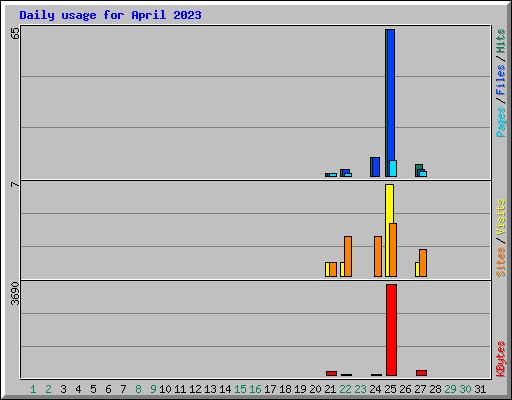 Daily usage for April 2023
65
Pages / Files / Hits
7
Sites / Visits
3690
KBytes
1 2 3 4 5 6 7 8 9 10 11 12 13 14 15 16 17 18 19 20 21 22 23 24 25 26 27 28 29 30 31